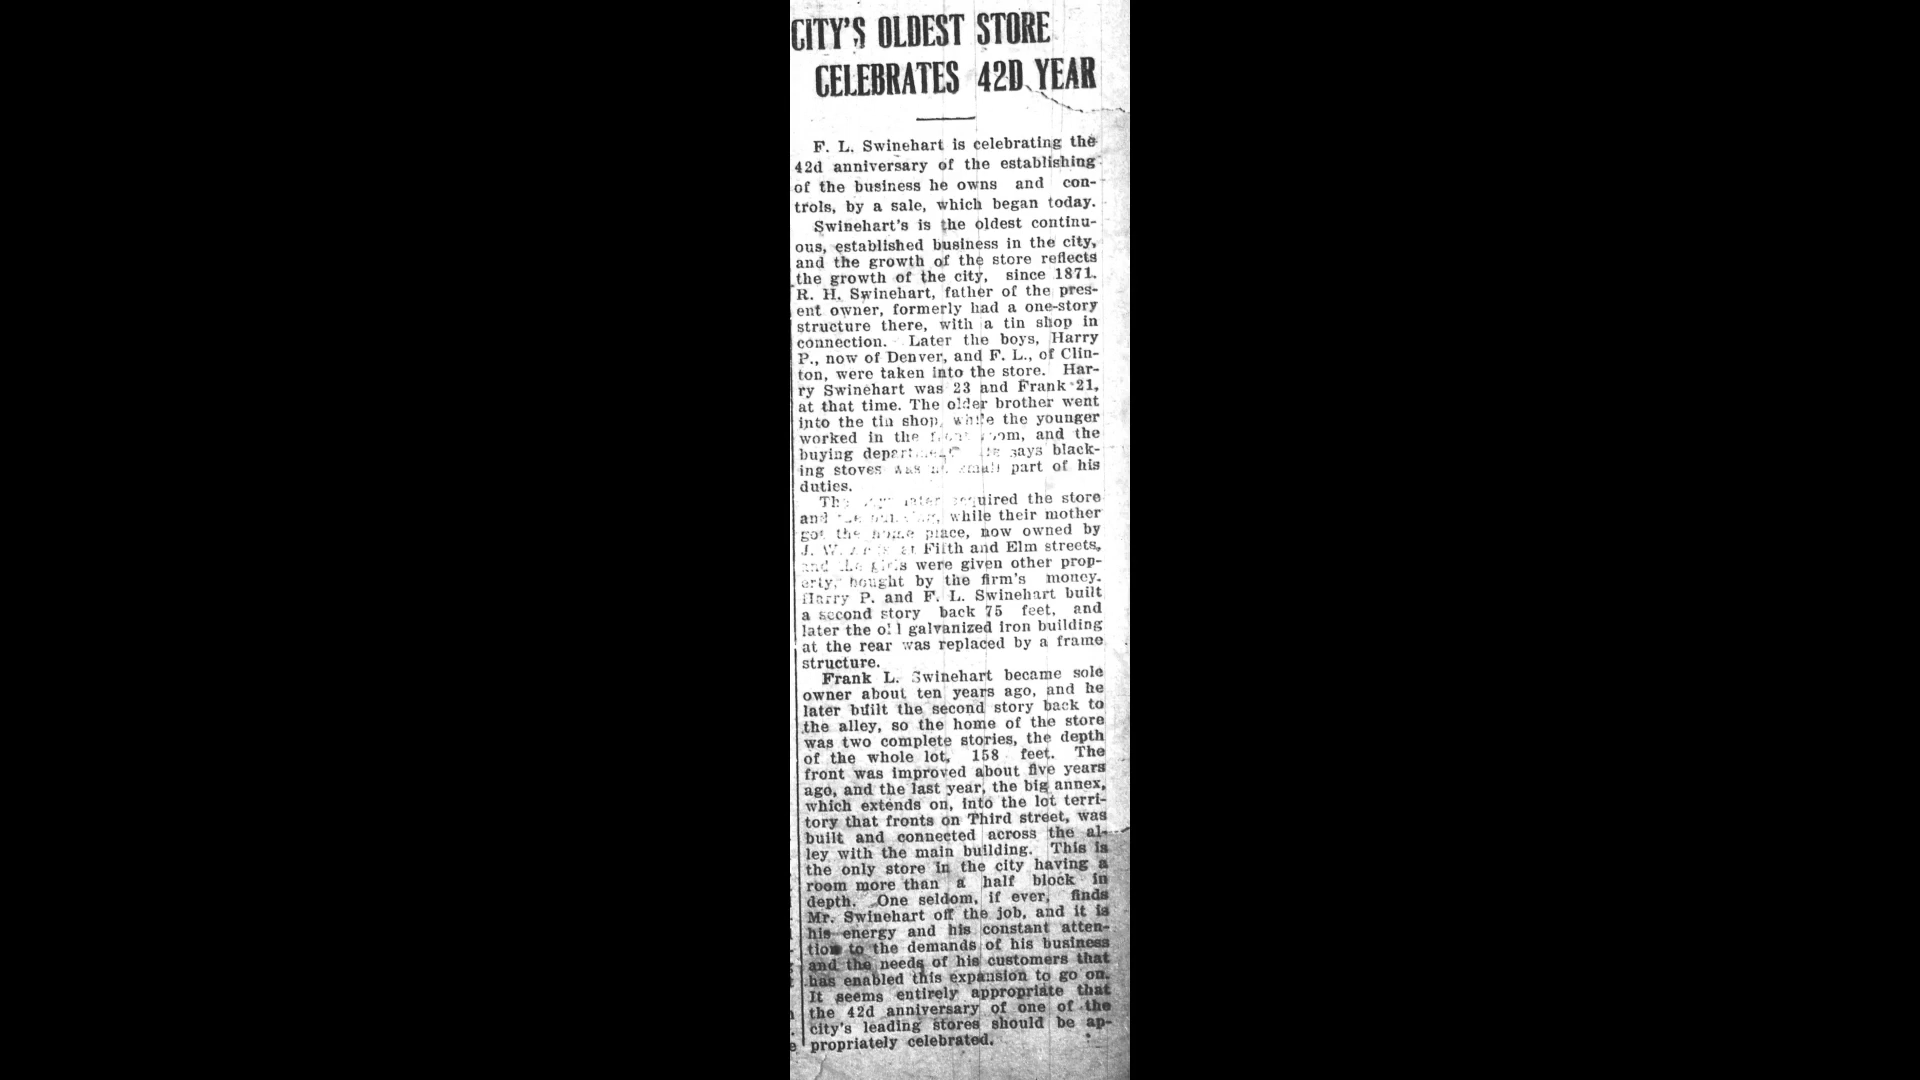 CITY'S OLDEST STORE
CELEBRATES 42D YEAR
F. L. Swinehart is celebrating the
42d anniversary of the establishing
of the business he owns and con-
trols, by a sale, which began today.
Swinehart's is the oldest continu-
ous, established business in the city,
and the growth of the store reflects
the growth of the city, since 1871.
R. H. Swinehart, father of the pres-
ent owner, formerly had a one-story
structure there, with a tin shop in
connection. Later the boys, Harry
P., now of Denver, and F. L., of Clin-
ton, were taken into the store. Har-
ry Swinehart was 23 and Frank 21,
at that time. The older brother went
into the tin shop, while the younger
worked in the front room, and the
buying department. He says black-
ing stoves was no small part of his
duties.
The later acquired the store
and the while their mother
got the home place, now owned by
J. W. at Fifth and Elm streets,
and the girls were given other prop-
erty, bought by the firm's money.
Harry P. and F. L. Swinehart built
a second story back 75 feet, and
later the old galvanized iron building
at the rear was replaced by a frame
structure.
Frank L. Swinehart became sole
owner about ten years ago, and he
later built the second story back to
the alley, so the home of the store
was two complete stories, the depth
of the whole lot, 158 feet. The
front was improved about five years
ago, and the last year, the big annex,
which extends on, into the lot terri-
tory that fronts on Third street, was
built and connected across the al-
ley with the main building. This is
the only store in the city having a
room more than a half block in
depth. One seldom, if ever, finds
Mr. Swinehart off the job, and it is
his energy and his constant atten-
tion to the demands of his business
and the needs of his customers that
has enabled this expansion to go on.
It seems entirely appropriate that
the 42d anniversary of one of the
city's leading stores should be ap-
propriately celebrated.